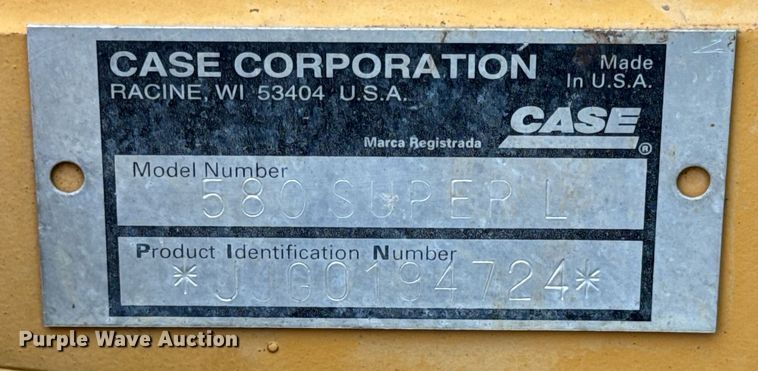 CASE CORPORATION
RACINE, WI 53404 U.S.A.
Made
In U.S.A.
Marca Registrada
CASE
®
Model Number
580 SUPER L
Product Identification Number
*JJG0194724*
Purple Wave Auction